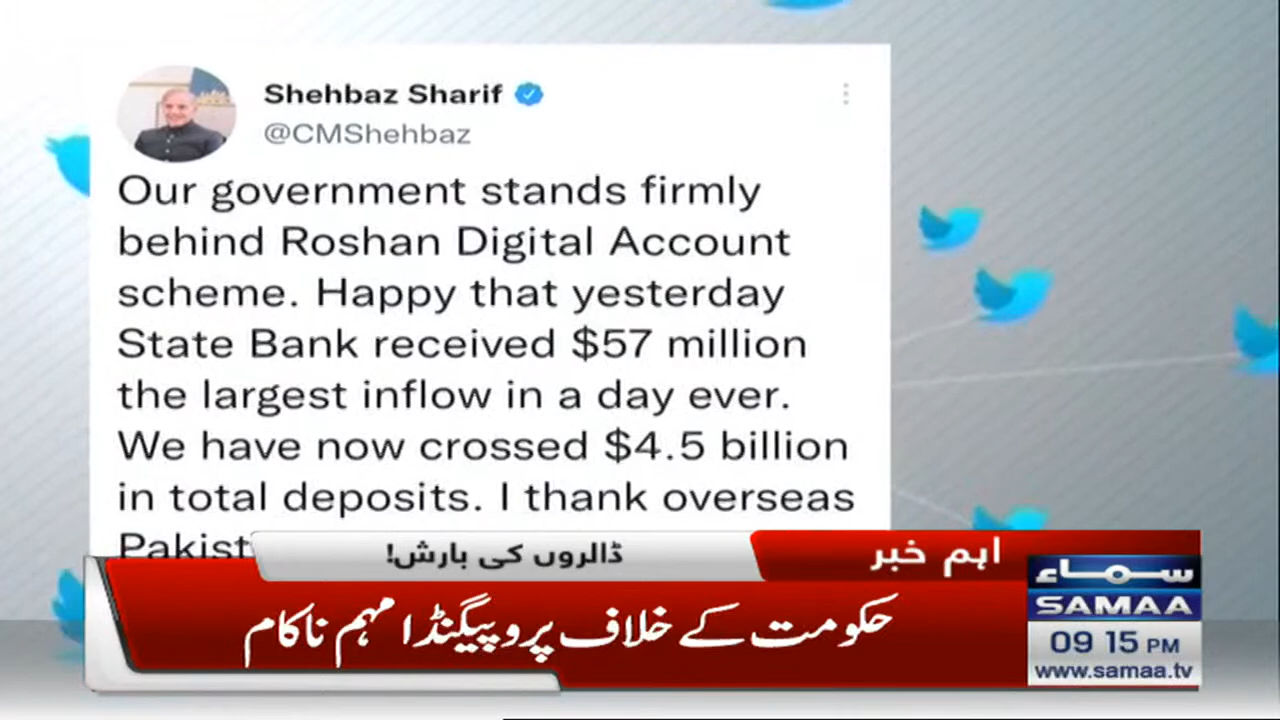 Shehbaz Sharif
@CMShehbaz
Our government stands firmly
behind Roshan Digital Account
scheme. Happy that yesterday
State Bank received $57 million
the largest inflow in a day ever.
We have now crossed $4.5 billion
in total deposits. I thank overseas
Pakist
اہم خبر
ڈالروں کی بارش!
حکومت کے خلاف پروپیگنڈا مہم ناکام
سماء
SAMAA
09 15 PM
www.samaa.tv